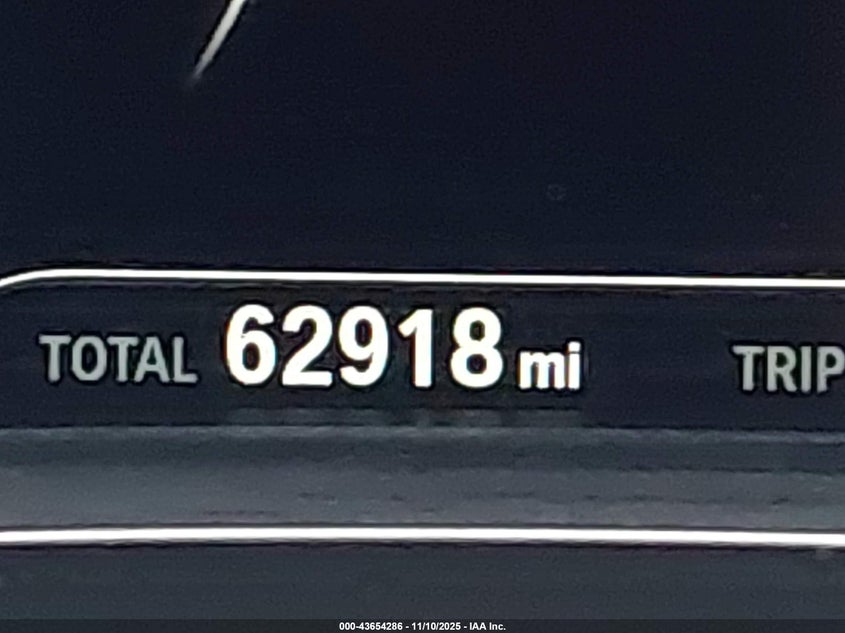 TOTAL 62918 mi TRIP
000-43654286 - 11/10/2025 - IAA Inc.